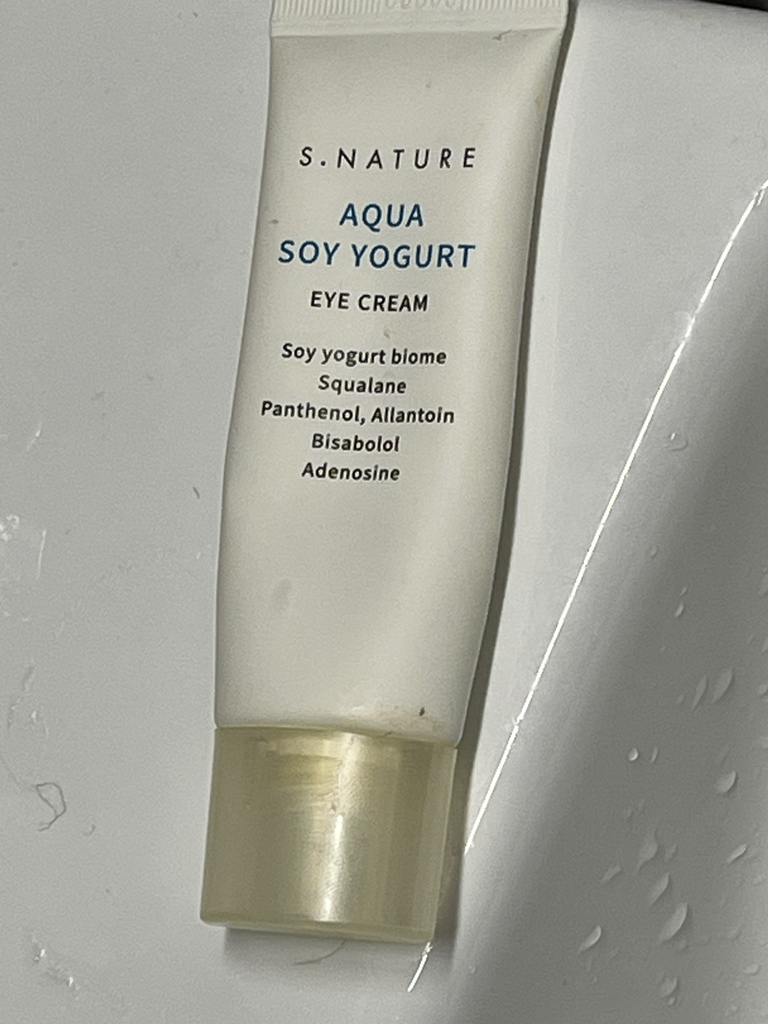 S.NATURE
AQUA
SOY YOGURT
EYE CREAM
Soy yogurt biome
Squalane
Panthenol, Allantoin
Bisabolol
Adenosine